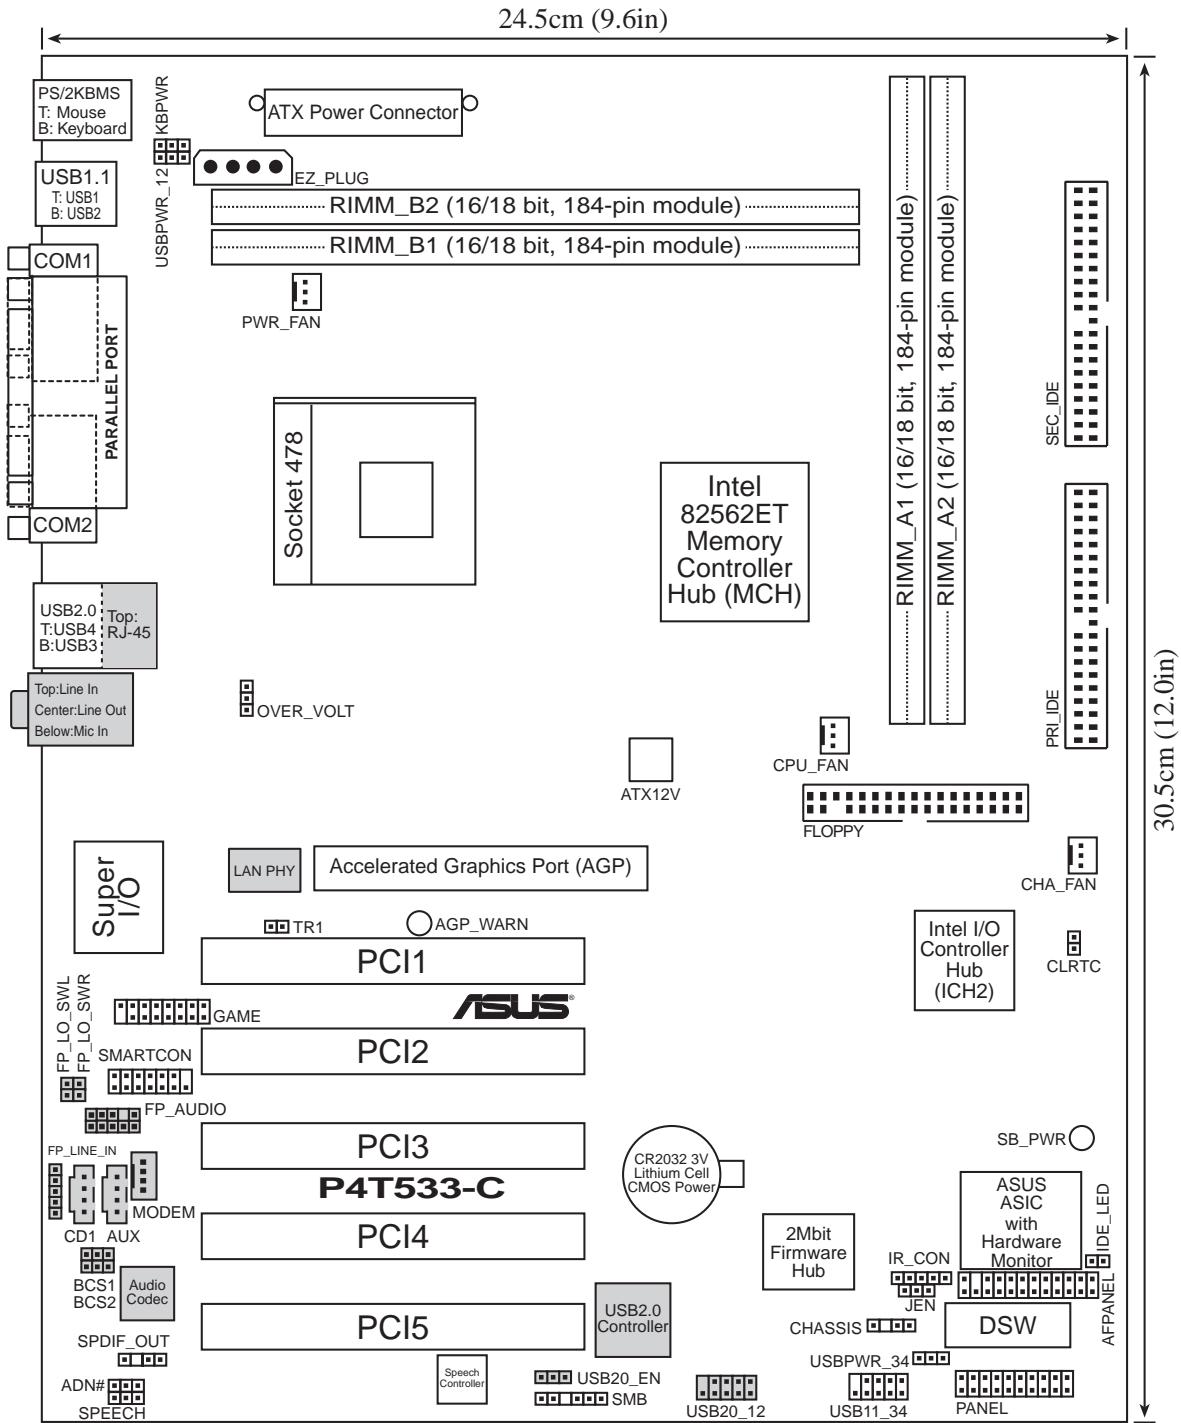 24.5cm (9.6in)
PS/2KBMS
T: Mouse
B: Keyboard
KBPWR
USBPWR_12
ATX Power Connector
EZ_PLUG
USB1.1
T: USB1
B: USB2
RIMM_B2 (16/18 bit, 184-pin module)
RIMM_B1 (16/18 bit, 184-pin module)
COM1
PARALLEL PORT
COM2
PWR_FAN
Socket 478
Intel
82562ET
Memory
Controller
Hub (MCH)
RIMM_A1 (16/18 bit, 184-pin module)
RIMM_A2 (16/18 bit, 184-pin module)
SEC_IDE
PRI_IDE
30.5cm (12.0in)
USB2.0
T:USB4
B:USB3
Top:
RJ-45
Top:Line In
Center:Line Out
Below:Mic In
OVER_VOLT
ATX12V
CPU_FAN
FLOPPY
CHA_FAN
Super
I/O
LAN PHY
Accelerated Graphics Port (AGP)
TR1
AGP_WARN
PCI1
Intel I/O
Controller
Hub
(ICH2)
CLRTC
FP_LO_SWL
FP_LO_SWR
GAME
ASUS®
PCI2
SMARTCON
FP_AUDIO
FP_LINE_IN
PCI3
P4T533-C
CR2032 3V
Lithium Cell
CMOS Power
SB_PWR
MODEM
CD1
AUX
PCI4
2Mbit
Firmware
Hub
ASUS
ASIC
with
Hardware
Monitor
IDE_LED
IR_CON
JEN
AFPANEL
BCS1
BCS2
Audio
Codec
PCI5
USB2.0
Controller
CHASSIS
DSW
SPDIF_OUT
Speech
Controller
USBPWR_34
ADN#
SPEECH
USB20_EN
SMB
USB20_12
USB11_34
PANEL